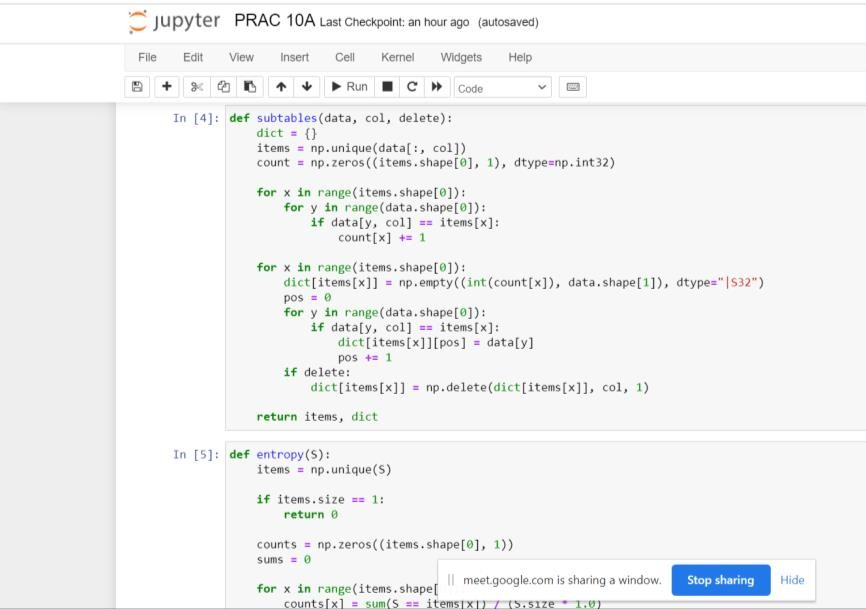 jupyter PRAC 10A Last Checkpoint: an hour ago (autosaved)
File Edit View Insert Cell Kernel Widgets Help
Run Code
In [4]: def subtables(data, col, delete):
    dict = {}
    items = np.unique(data[:, col])
    count = np.zeros((items.shape[0], 1), dtype=np.int32)
    for x in range(items.shape[0]):
        for y in range(data.shape[0]):
            if data[y, col] == items[x]:
                count[x] += 1
    for x in range(items.shape[0]):
        dict[items[x]] = np.empty((int(count[x]), data.shape[1]), dtype="|S32")
        pos = 0
        for y in range(data.shape[0]):
            if data[y, col] == items[x]:
                dict[items[x]][pos] = data[y]
                pos += 1
        if delete:
            dict[items[x]] = np.delete(dict[items[x]], col, 1)
    return items, dict
In [5]: def entropy(S):
    items = np.unique(S)
    if items.size == 1:
        return 0
    counts = np.zeros((items.shape[0], 1))
    sums = 0
    for x in range(items.shape[
        counts[x] = sum(S == items[x]) / (S.size * 1.0)
meet.google.com is sharing a window. Stop sharing Hide